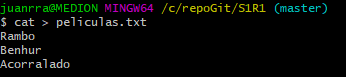 juanrra@MEDION MINGW64 /c/repoGit/S1R1 (master)
$ cat > peliculas.txt
Rambo
Benhur
Acorralado